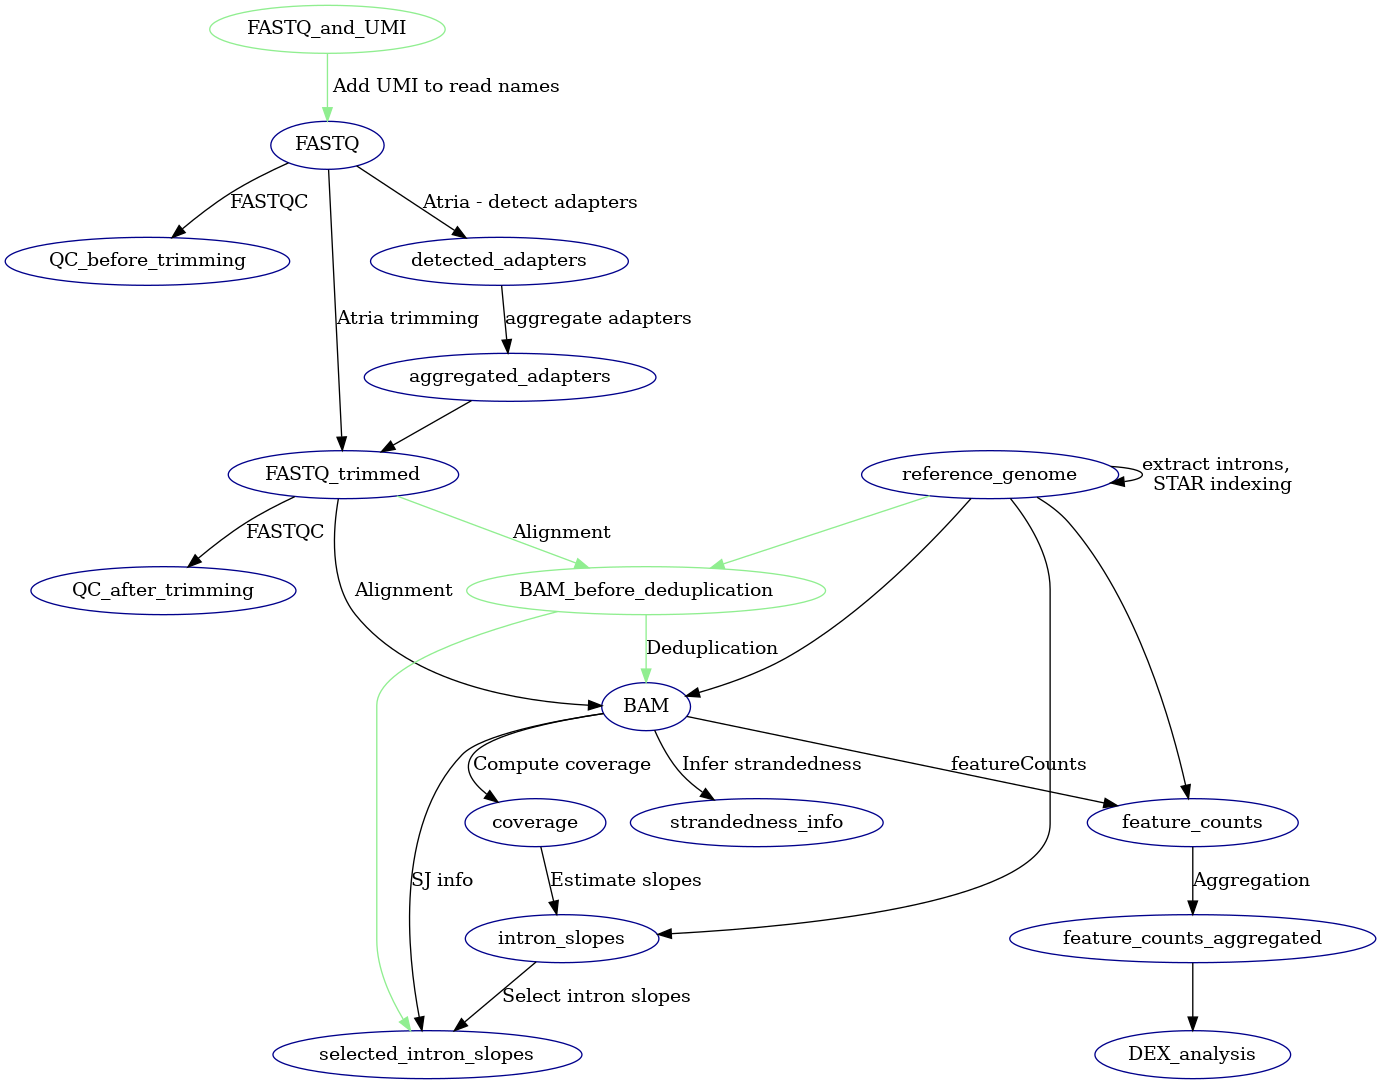 FASTQ_and_UMI
Add UMI to read names
FASTQ
FASTQC
Atria - detect adapters
QC_before_trimming
detected_adapters
Atria trimming
aggregate adapters
aggregated_adapters
FASTQ_trimmed
reference_genome
extract introns,
STAR indexing
FASTQC
Alignment
QC_after_trimming
Alignment
BAM_before_deduplication
Deduplication
BAM
Compute coverage
Infer strandedness
featureCounts
coverage
strandedness_info
feature_counts
SJ info
Estimate slopes
Aggregation
intron_slopes
feature_counts_aggregated
Select intron slopes
selected_intron_slopes
DEX_analysis